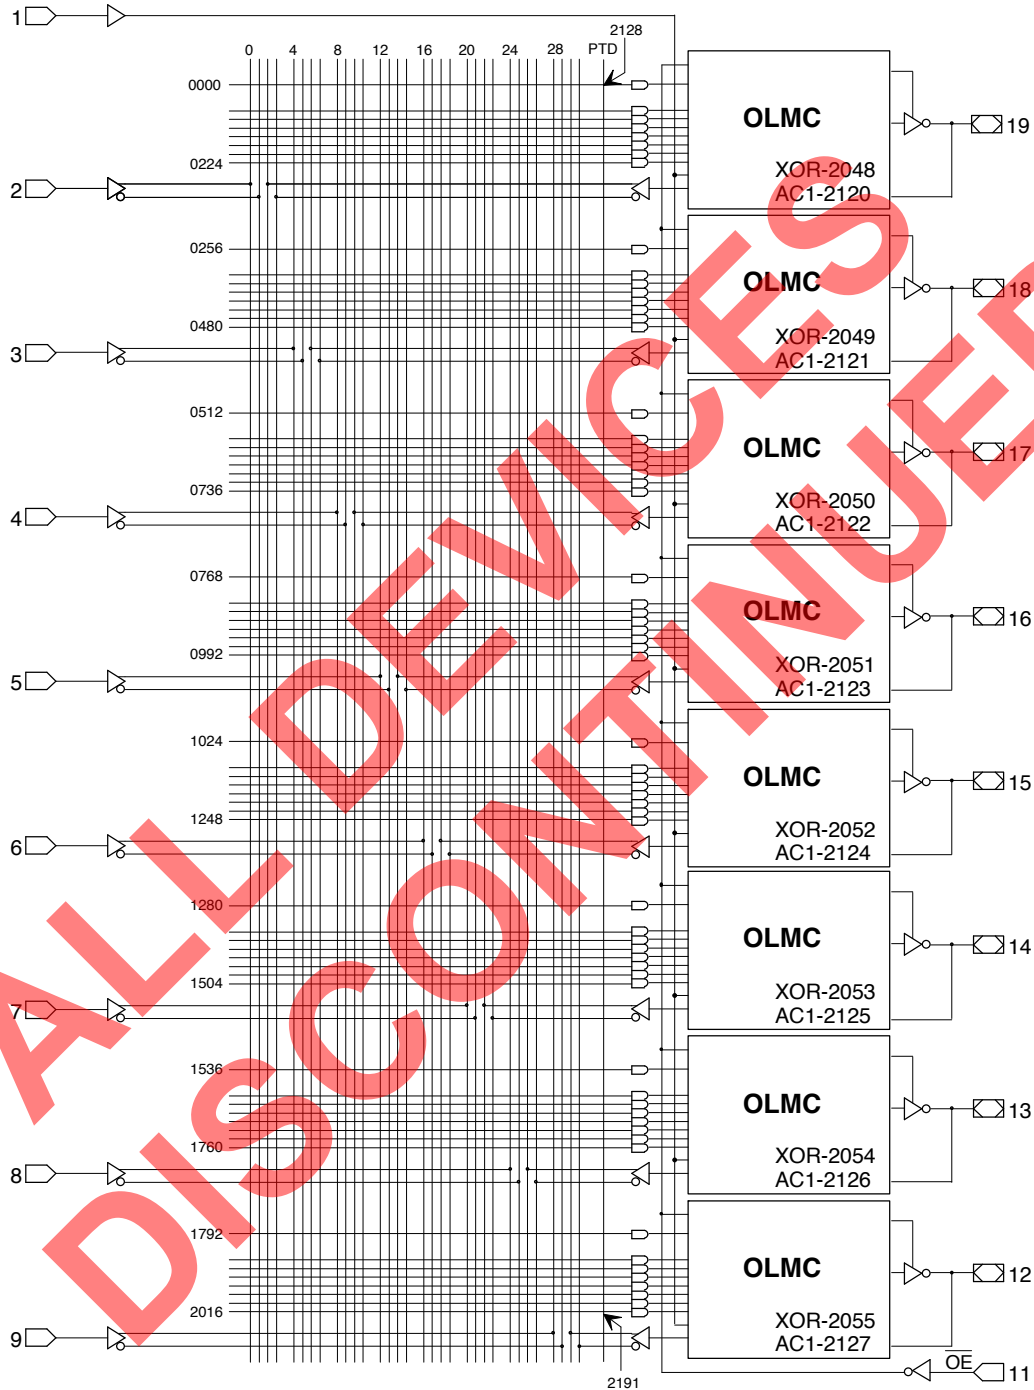 1
2128
0 4 8 12 16 20 24 28 PTD
0000
OLMC
19
0224
XOR-2048
AC1-2120
2
0256
OLMC
18
0480
XOR-2049
AC1-2121
3
0512
OLMC
17
0736
XOR-2050
AC1-2122
4
0768
OLMC
16
0992
XOR-2051
AC1-2123
5
1024
OLMC
15
1248
XOR-2052
AC1-2124
6
1280
OLMC
14
1504
XOR-2053
AC1-2125
7
1536
OLMC
13
1760
XOR-2054
AC1-2126
8
1792
OLMC
12
2016
XOR-2055
AC1-2127
9
OE
11
2191
ALL DEVICES
DISCONTINUED